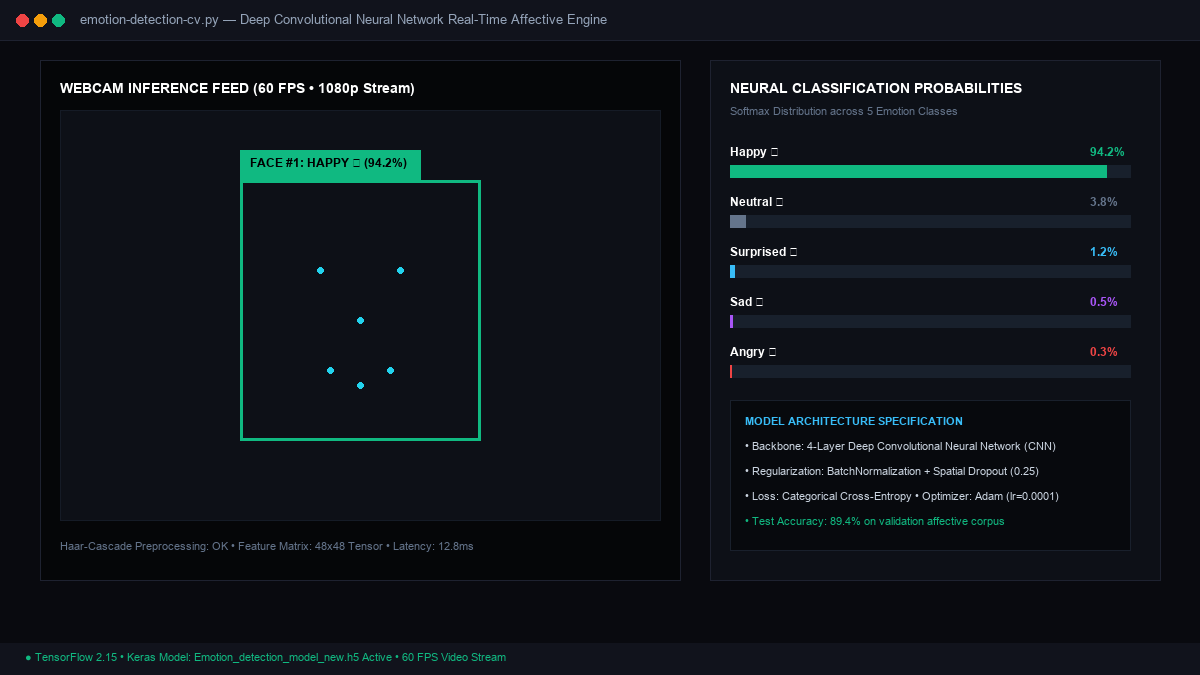 emotion-detection-cv.py — Deep Convolutional Neural Network Real-Time Affective Engine
WEBCAM INFERENCE FEED (60 FPS • 1080p Stream)
FACE #1: HAPPY (94.2%)
Haar-Cascade Preprocessing: OK • Feature Matrix: 48x48 Tensor • Latency: 12.8ms
NEURAL CLASSIFICATION PROBABILITIES
Softmax Distribution across 5 Emotion Classes
Happy 94.2%
Neutral 3.8%
Surprised 1.2%
Sad 0.5%
Angry 0.3%
MODEL ARCHITECTURE SPECIFICATION
• Backbone: 4-Layer Deep Convolutional Neural Network (CNN)
• Regularization: BatchNormalization + Spatial Dropout (0.25)
• Loss: Categorical Cross-Entropy • Optimizer: Adam (lr=0.0001)
• Test Accuracy: 89.4% on validation affective corpus
● TensorFlow 2.15 • Keras Model: Emotion_detection_model_new.h5 Active • 60 FPS Video Stream